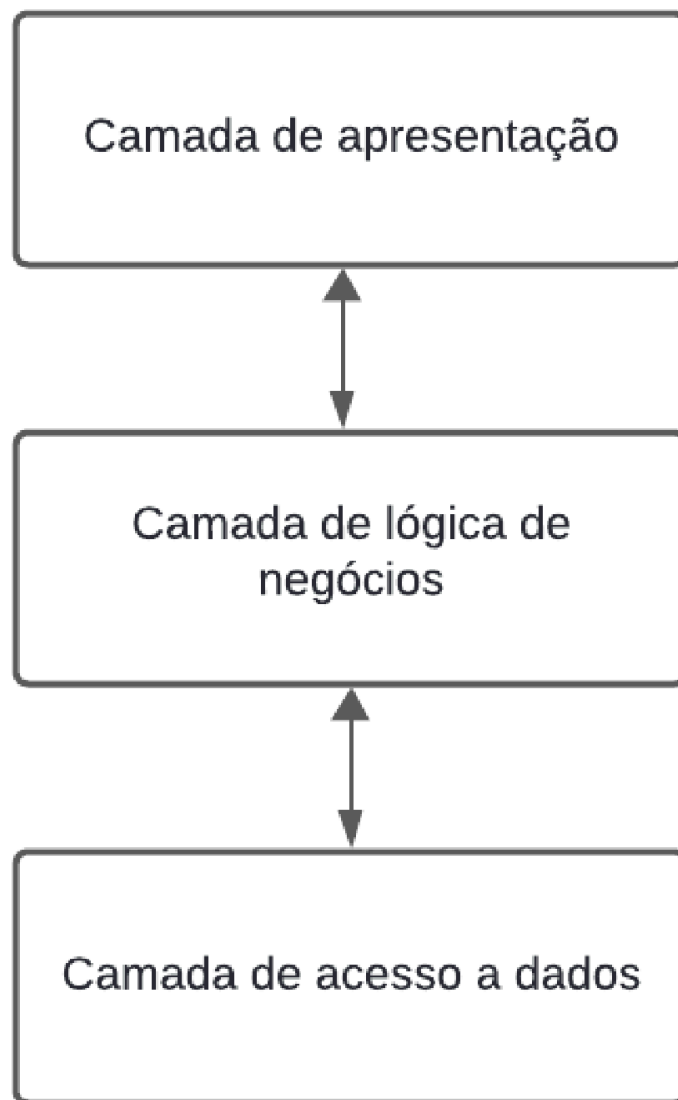 Camada de apresentação
Camada de lógica de
negócios
Camada de acesso a dados